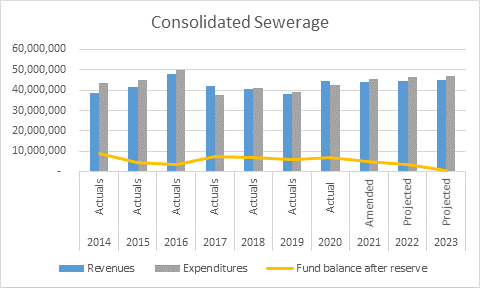 Consolidated Sewerage
60,000,000
50,000,000
40,000,000
30,000,000
20,000,000
10,000,000
-
Actuals Actuals Actuals Actuals Actuals Actuals Actual Amended Projected Projected
2014 2015 2016 2017 2018 2019 2020 2021 2022 2023
Revenues Expenditures Fund balance after reserve